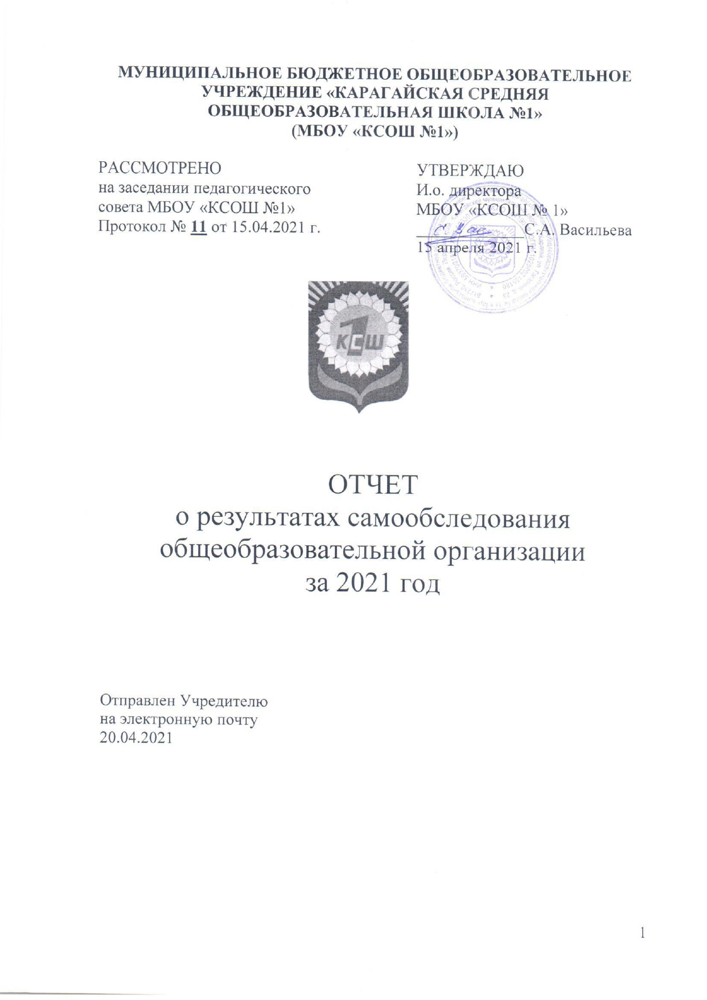 МУНИЦИПАЛЬНОЕ БЮДЖЕТНОЕ ОБЩЕОБРАЗОВАТЕЛЬНОЕ
УЧРЕЖДЕНИЕ «КАРАГАЙСКАЯ СРЕДНЯЯ
ОБЩЕОБРАЗОВАТЕЛЬНАЯ ШКОЛА №1»
(МБОУ «КСОШ №1»)
РАССМОТРЕНО
на заседании педагогического
совета МБОУ «КСОШ №1»
Протокол № 11 от 15.04.2021 г.
УТВЕРЖДАЮ
И.о. директора
МБОУ «КСОШ № 1»
С.А. Васильева
15 апреля 2021 г.
1
КСШ
ОТЧЕТ
о результатах самообследования
общеобразовательной организации
за 2021 год
Отправлен Учредителю
на электронную почту
20.04.2021
1